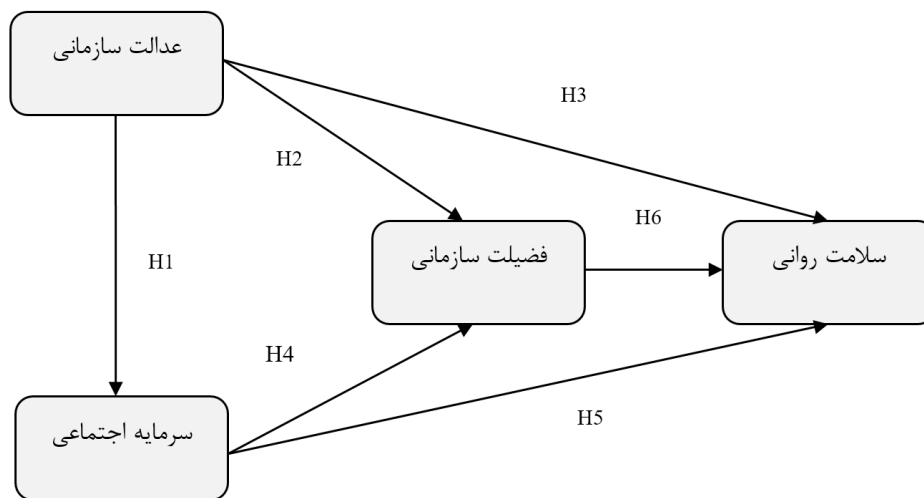 عدالت سازمانی
H3
H2
H6
فضیلت سازمانی
سلامت روانی
H1
H4
H5
سرمایه اجتماعی